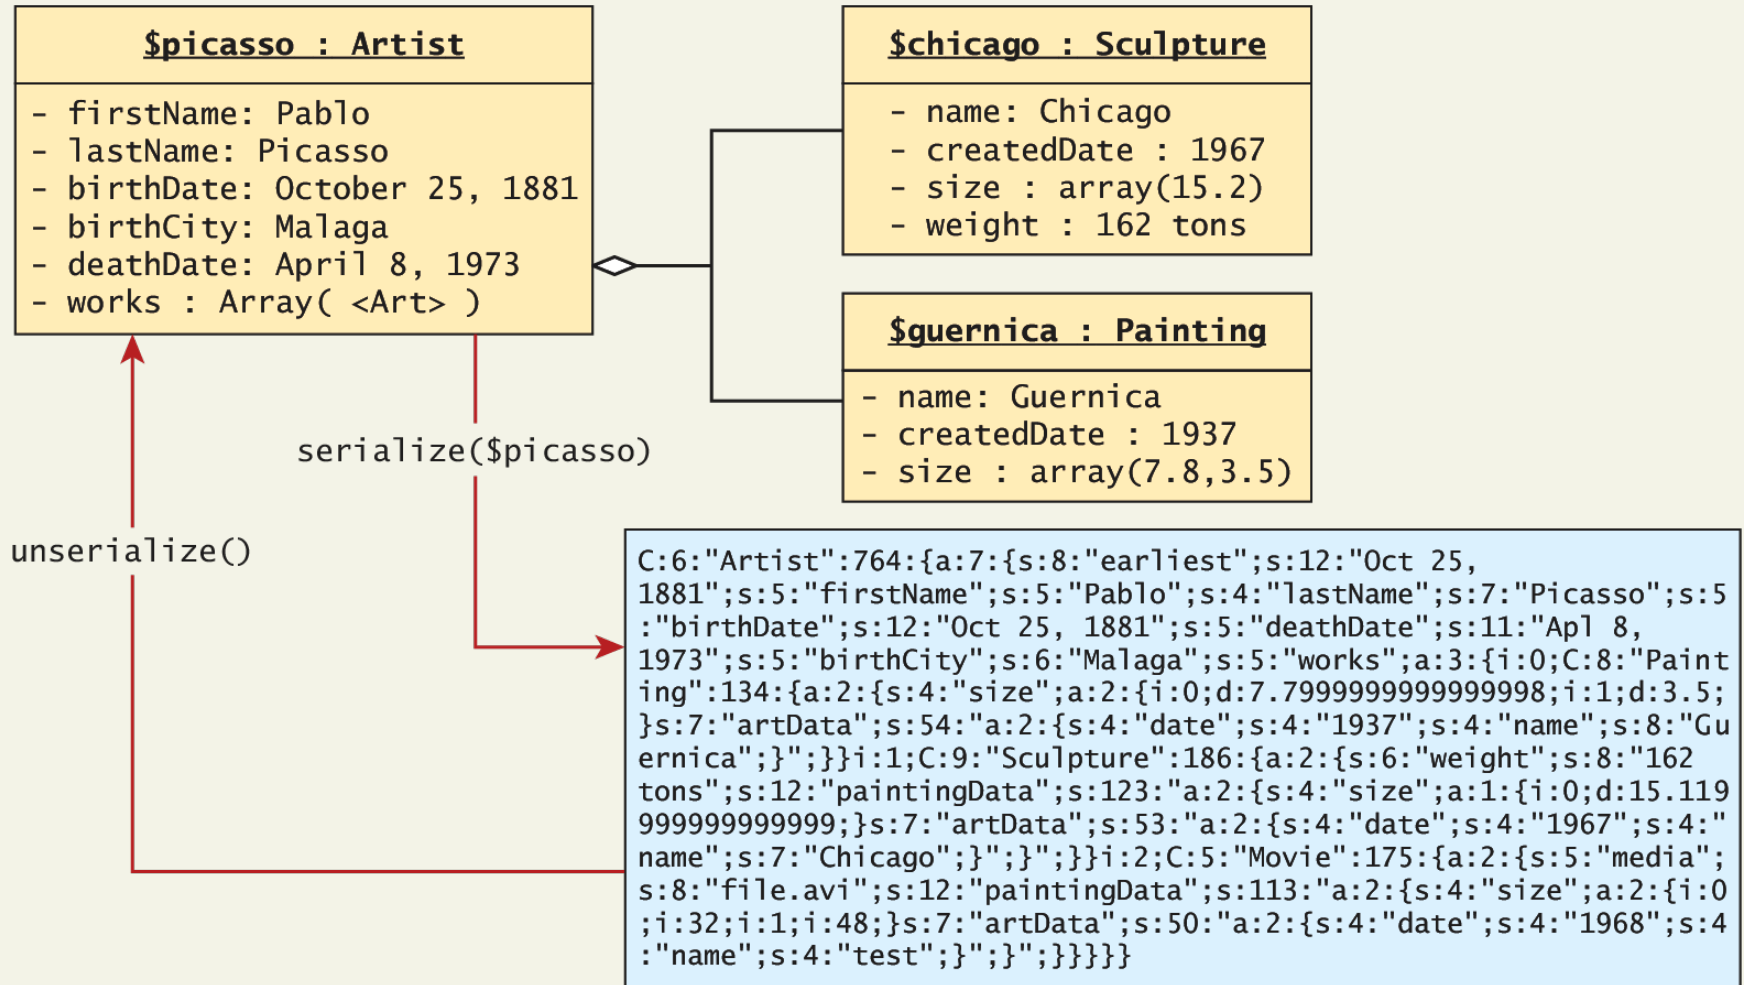 $picasso : Artist
- firstName: Pablo
- lastName: Picasso
- birthDate: October 25, 1881
- birthCity: Malaga
- deathDate: April 8, 1973
- works : Array( <Art> )
$chicago : Sculpture
- name: Chicago
- createdDate : 1967
- size : array(15.2)
- weight : 162 tons
$guernica : Painting
- name: Guernica
- createdDate : 1937
- size : array(7.8,3.5)
serialize($picasso)
unserialize()
C:6:"Artist":764:{a:7:{s:8:"earliest";s:12:"Oct 25,
1881";s:5:"firstName";s:5:"Pablo";s:4:"lastName";s:7:"Picasso";s:5
:"birthDate";s:12:"Oct 25, 1881";s:5:"deathDate";s:11:"Apl 8,
1973";s:5:"birthCity";s:6:"Malaga";s:5:"works";a:3:{i:0;C:8:"Paint
ing":134:{a:2:{s:4:"size";a:2:{i:0;d:7.7999999999999998;i:1;d:3.5;
}s:7:"artData";s:54:"a:2:{s:4:"date";s:4:"1937";s:4:"name";s:8:"Gu
ernica";}";}}i:1;C:9:"Sculpture":186:{a:2:{s:6:"weight";s:8:"162
tons";s:12:"paintingData";s:123:"a:2:{s:4:"size";a:1:{i:0;d:15.119
999999999999;}s:7:"artData";s:53:"a:2:{s:4:"date";s:4:"1967";s:4:"
name";s:7:"Chicago";}";}";}}i:2;C:5:"Movie":175:{a:2:{s:5:"media";
s:8:"file.avi";s:12:"paintingData";s:113:"a:2:{s:4:"size";a:2:{i:0
;i:32;i:1;i:48;}s:7:"artData";s:50:"a:2:{s:4:"date";s:4:"1968";s:4
:"name";s:4:"test";}";}";}}}}}